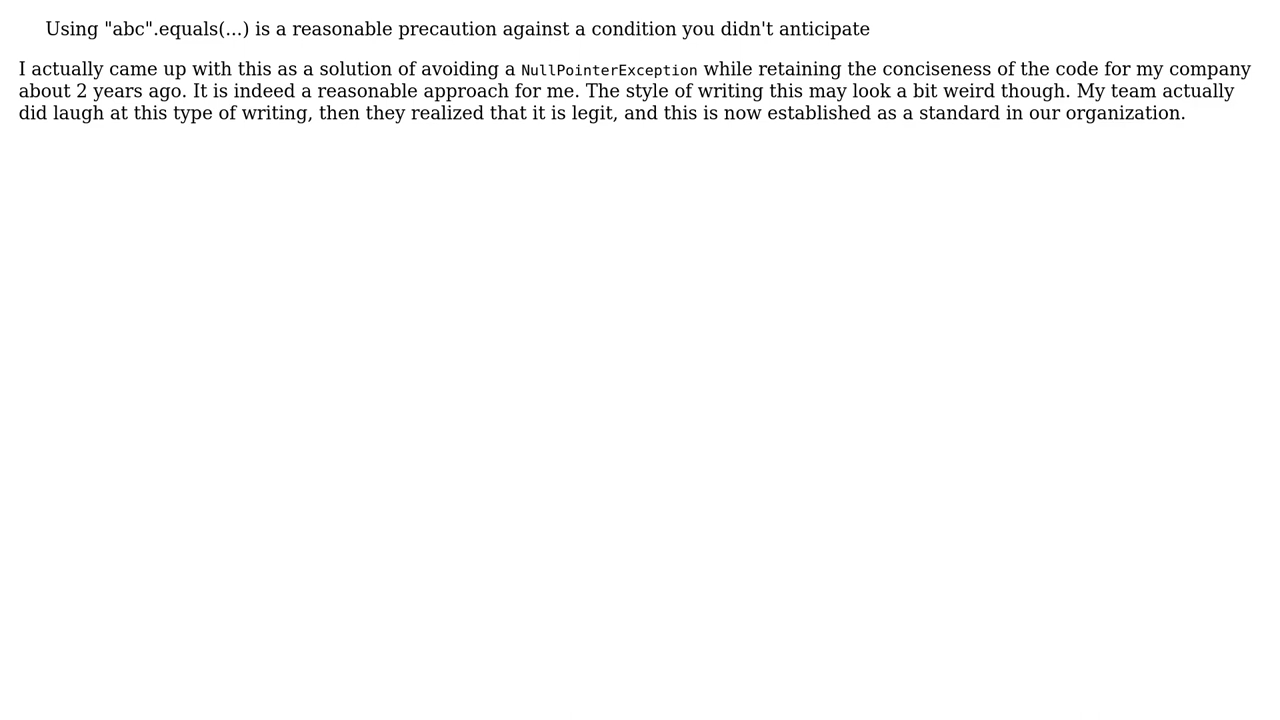 Using "abc".equals(...) is a reasonable precaution against a condition you didn't anticipate
I actually came up with this as a solution of avoiding a NullPointerException while retaining the conciseness of the code for my company
about 2 years ago. It is indeed a reasonable approach for me. The style of writing this may look a bit weird though. My team actually
did laugh at this type of writing, then they realized that it is legit, and this is now established as a standard in our organization.